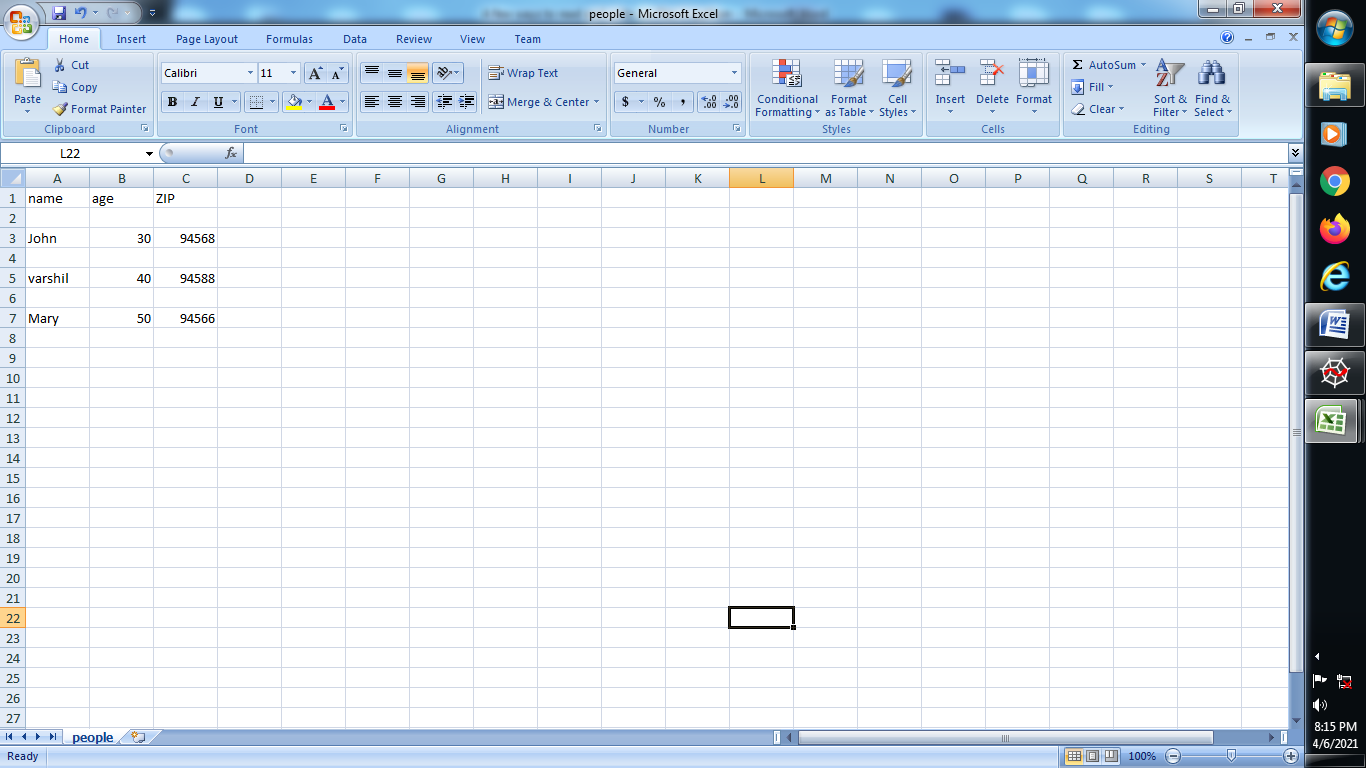 people - Microsoft Excel
Home Insert Page Layout Formulas Data Review View Team
Paste
Cut
Copy
Format Painter
Clipboard
Calibri 11
B I U
Font
Wrap Text
Merge & Center
Alignment
General
$ % ,
Number
Conditional Formatting
Format as Table
Cell Styles
Styles
Insert Delete Format
Cells
Σ AutoSum
Fill
Clear
Sort & Filter
Find & Select
Editing
L22 fx
A B C D E F G H I J K L M N O P Q R S T
1 name age ZIP
2
3 John 30 94568
4
5 varshil 40 94588
6
7 Mary 50 94566
8
9
10
11
12
13
14
15
16
17
18
19
20
21
22
23
24
25
26
27
people
Ready 100%
8:15 PM
4/6/2021